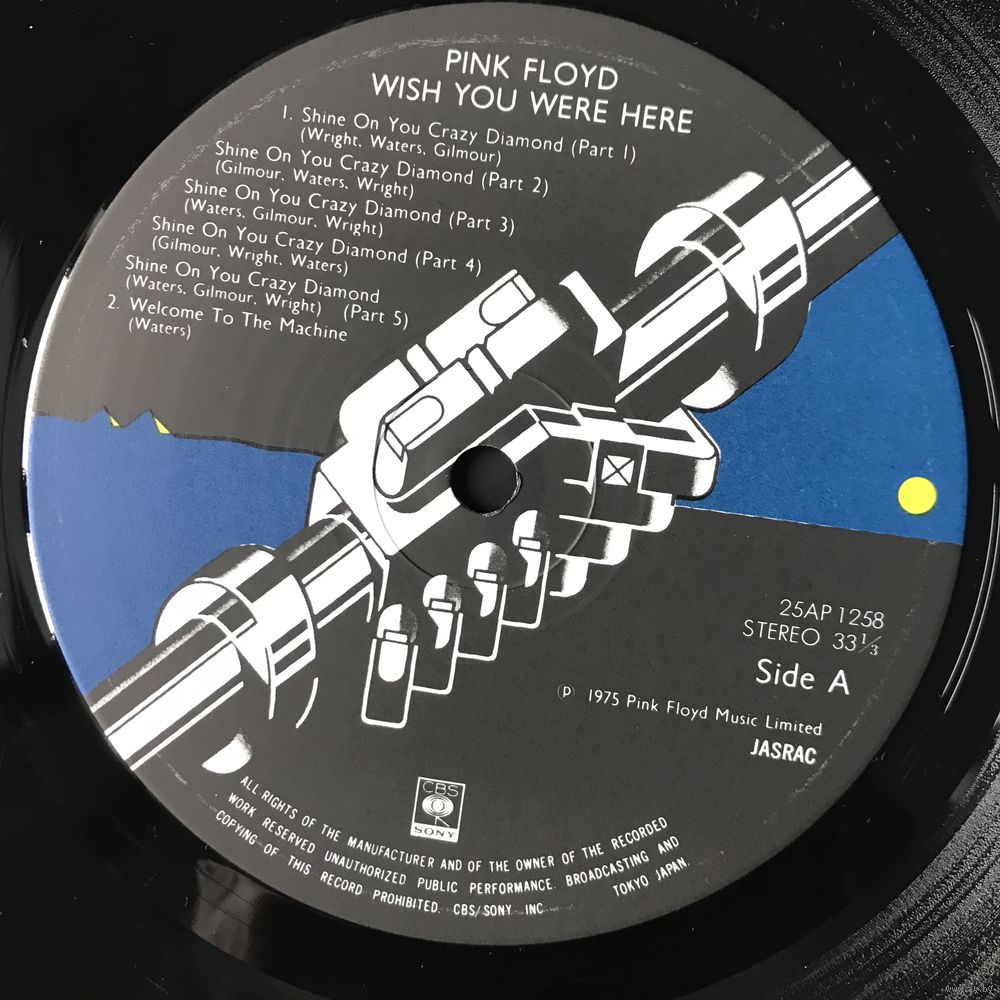 PINK FLOYD
WISH YOU WERE HERE
1. Shine On You Crazy Diamond (Part 1)
(Wright, Waters, Gilmour)
Shine On You Crazy Diamond (Part 2)
(Gilmour, Waters, Wright)
Shine On You Crazy Diamond (Part 3)
(Waters, Gilmour, Wright)
Shine On You Crazy Diamond (Part 4)
(Gilmour, Wright, Waters)
Shine On You Crazy Diamond
(Waters, Gilmour, Wright) (Part 5)
2. Welcome To The Machine
(Waters)
25AP 1258
STEREO 33⅓
Side A
℗ 1975 Pink Floyd Music Limited
JASRAC
CBS
SONY
ALL RIGHTS OF THE MANUFACTURER AND OF THE OWNER OF THE RECORDED
WORK RESERVED UNAUTHORIZED PUBLIC PERFORMANCE. BROADCASTING AND
COPYING OF THIS RECORD PROHIBITED. CBS/SONY INC TOKYO JAPAN.